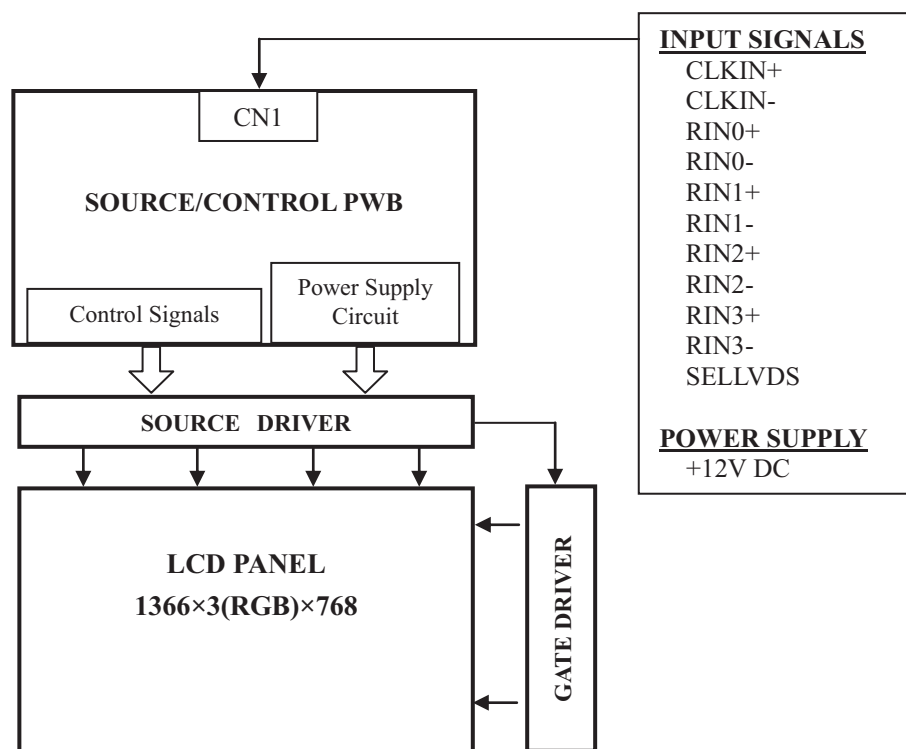 INPUT SIGNALS
CLKIN+
CLKIN-
RIN0+
RIN0-
RIN1+
RIN1-
RIN2+
RIN2-
RIN3+
RIN3-
SELLVDS
POWER SUPPLY
+12V DC
CN1
SOURCE/CONTROL PWB
Control Signals
Power Supply
Circuit
SOURCE DRIVER
LCD PANEL
1366×3(RGB)×768
GATE DRIVER